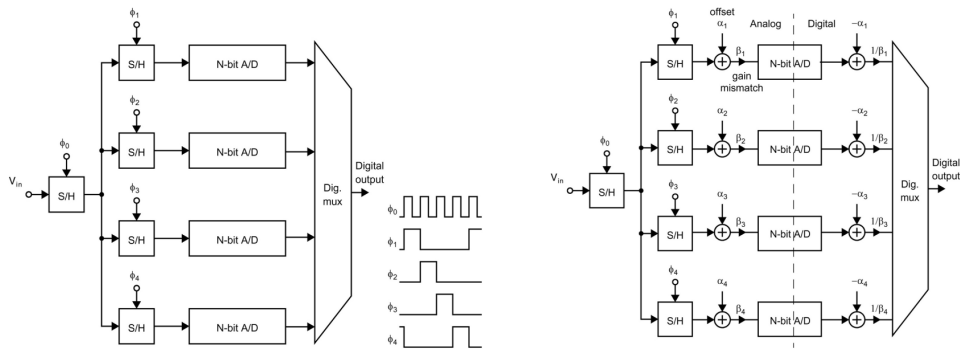 ϕ₁
S/H
N-bit A/D
ϕ₂
S/H
N-bit A/D
ϕ₀
V_in
S/H
ϕ₃
S/H
N-bit A/D
ϕ₄
S/H
N-bit A/D
Dig.
mux
Digital
output
ϕ₀
ϕ₁
ϕ₂
ϕ₃
ϕ₄
ϕ₁
offset
Analog
Digital
α₁
−α₁
S/H
β₁
N-bit A/D
1/β₁
gain
mismatch
ϕ₂
α₂
−α₂
S/H
β₂
N-bit A/D
1/β₂
ϕ₀
V_in
S/H
ϕ₃
α₃
−α₃
S/H
β₃
N-bit A/D
1/β₃
ϕ₄
α₄
−α₄
S/H
β₄
N-bit A/D
1/β₄
Dig.
mux
Digital
output